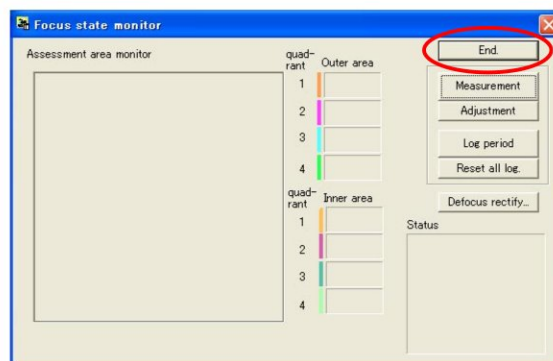 Focus state monitor
Assessment area monitor
quad-
rant
Outer area
1
2
3
4
quad-
rant
Inner area
1
2
3
4
End.
Measurement
Adjustment
Log period
Reset all log.
Defocus rectify...
Status